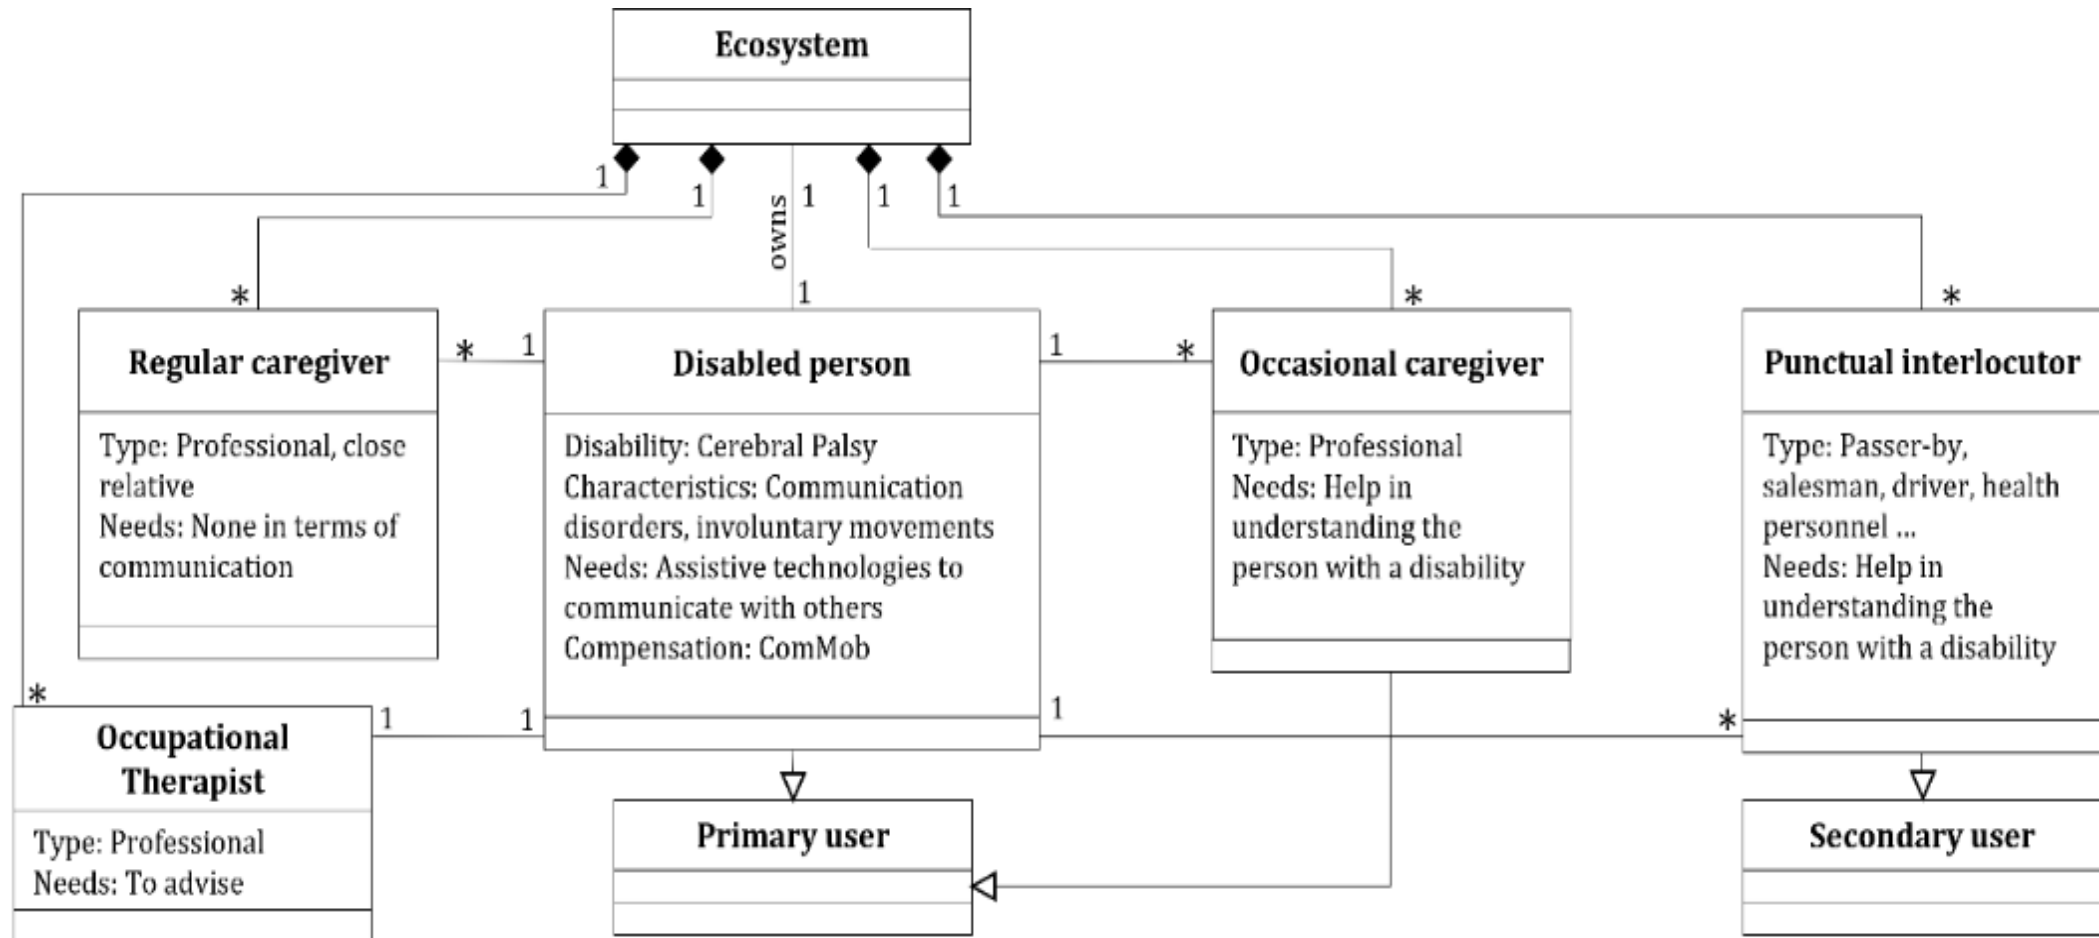 Ecosystem
1
1
owns
1
1
1
1
*
*
*
*
Regular caregiver
Type: Professional, close
relative
Needs: None in terms of
communication
*
1
Disabled person
Disability: Cerebral Palsy
Characteristics: Communication
disorders, involuntary movements
Needs: Assistive technologies to
communicate with others
Compensation: ComMob
1
*
Occasional caregiver
Type: Professional
Needs: Help in
understanding the
person with a disability
Punctual interlocutor
Type: Passer-by,
salesman, driver, health
personnel ...
Needs: Help in
understanding the
person with a disability
1
1
1
*
Occupational
Therapist
Type: Professional
Needs: To advise
Primary user
Secondary user